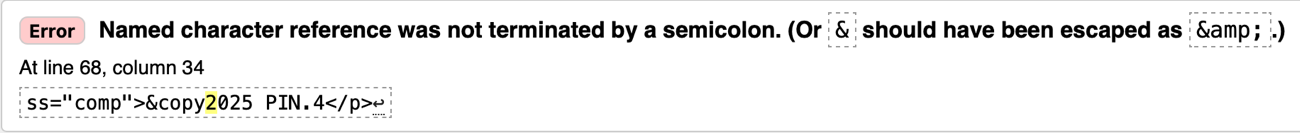 Error Named character reference was not terminated by a semicolon. (Or & should have been escaped as &amp;.)
At line 68, column 34
ss="comp">&copy2025 PIN.4</p>↩